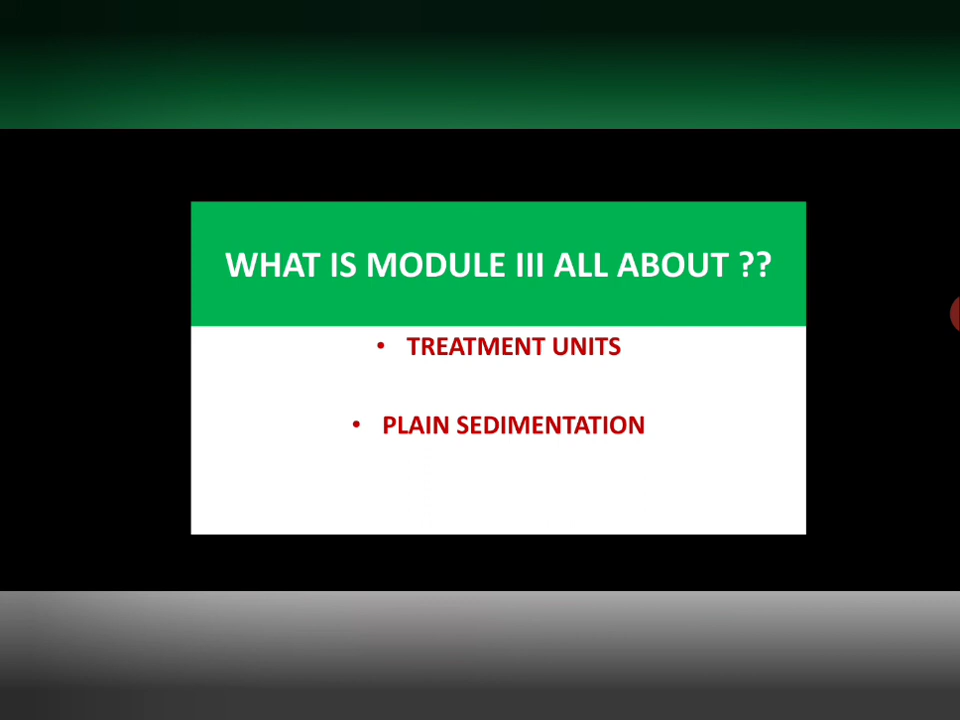 WHAT IS MODULE III ALL ABOUT ??
• TREATMENT UNITS
• PLAIN SEDIMENTATION